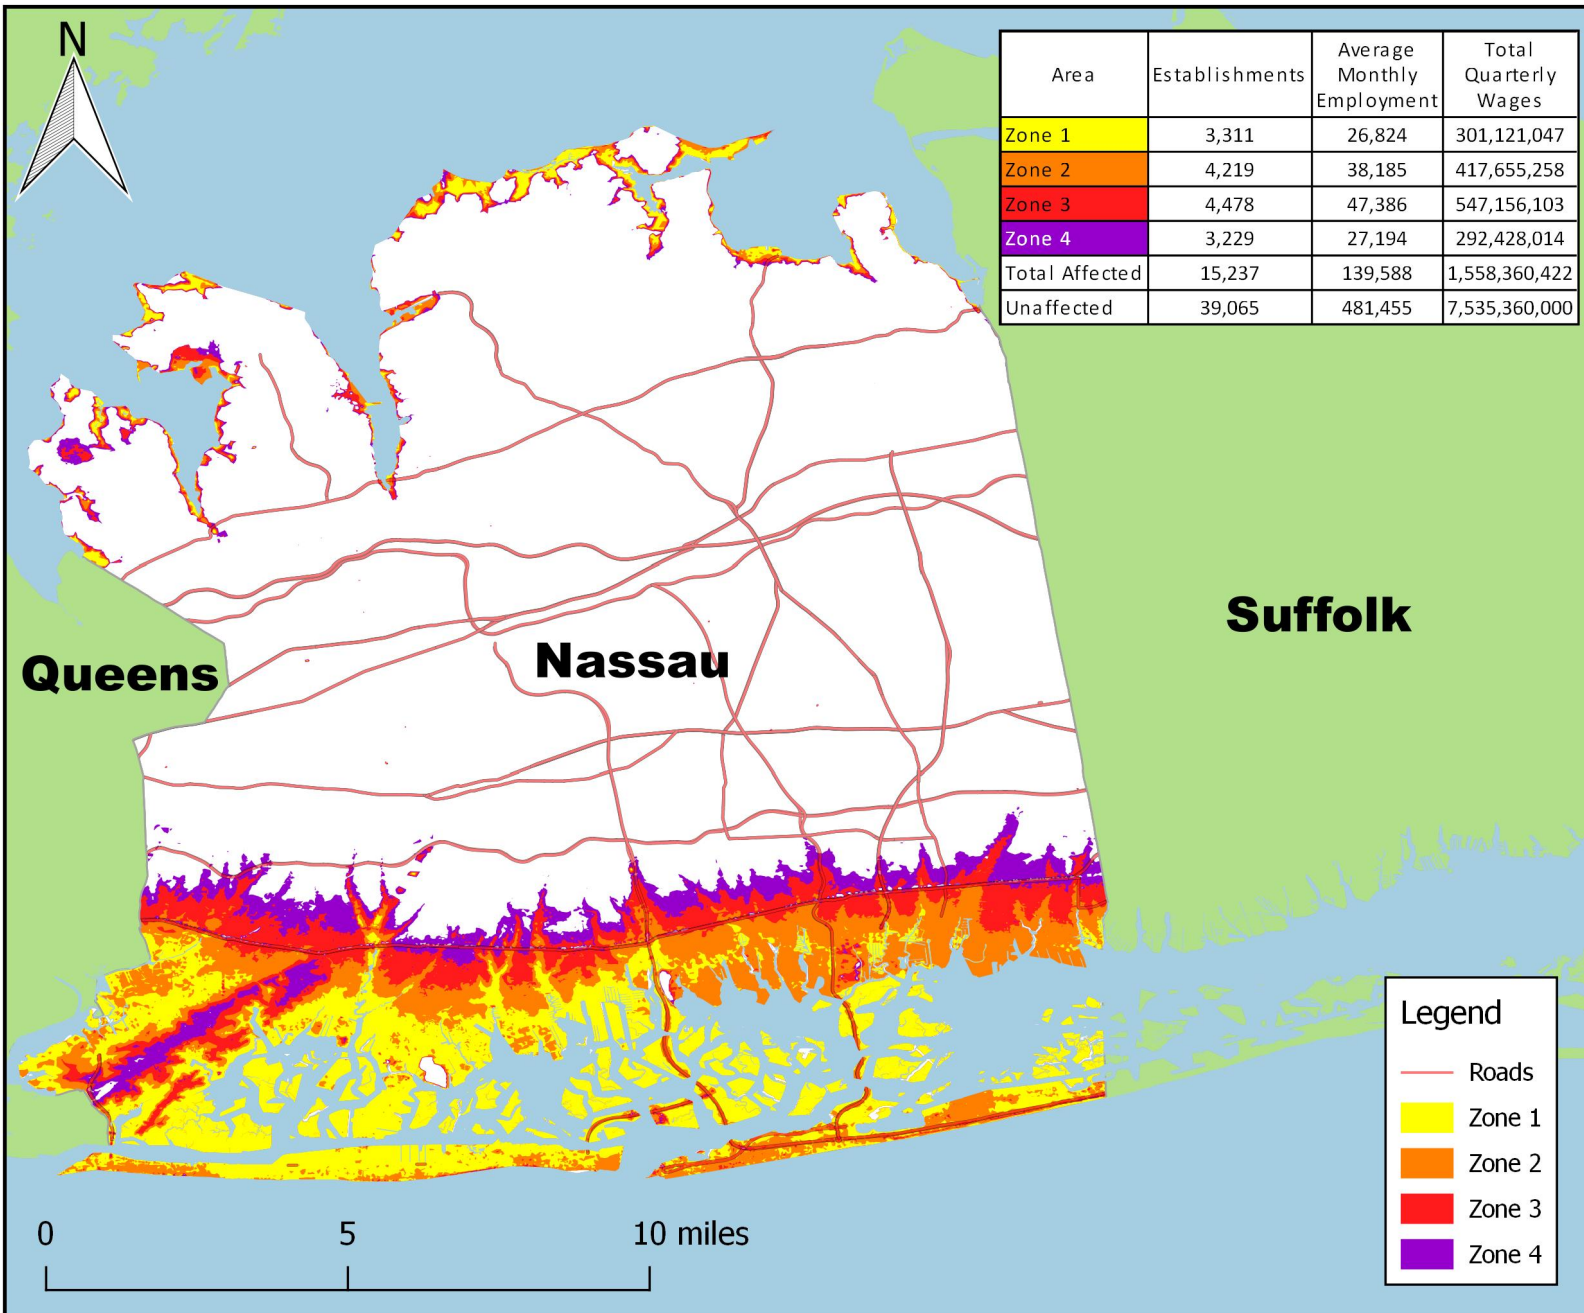 N
Area Establishments Average Monthly Employment Total Quarterly Wages
Zone 1 3,311 26,824 301,121,047
Zone 2 4,219 38,185 417,655,258
Zone 3 4,478 47,386 547,156,103
Zone 4 3,229 27,194 292,428,014
Total Affected 15,237 139,588 1,558,360,422
Unaffected 39,065 481,455 7,535,360,000
Suffolk
Nassau
Queens
Legend
Roads
Zone 1
Zone 2
Zone 3
Zone 4
0 5 10 miles